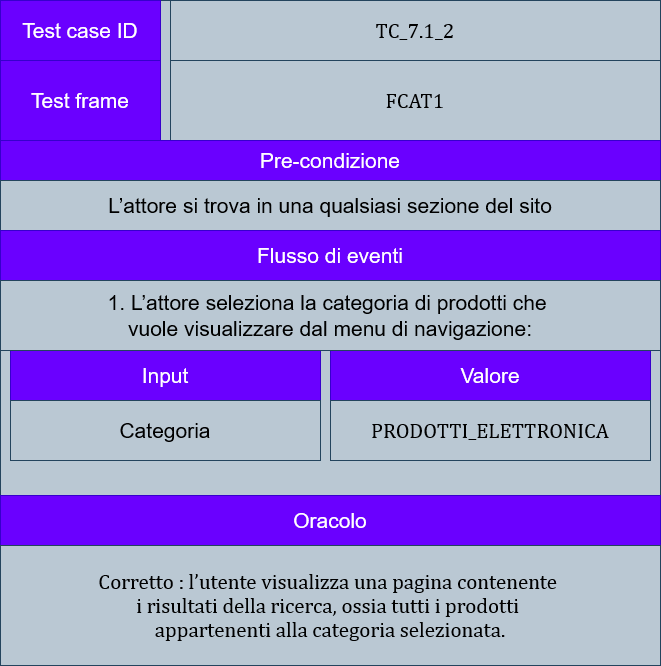 Test case ID
TC_7.1_2
Test frame
FCAT1
Pre-condizione
L’attore si trova in una qualsiasi sezione del sito
Flusso di eventi
1. L’attore seleziona la categoria di prodotti che
vuole visualizzare dal menu di navigazione:
Input
Valore
Categoria
PRODOTTI_ELETTRONICA
Oracolo
Corretto : l’utente visualizza una pagina contenente
i risultati della ricerca, ossia tutti i prodotti
appartenenti alla categoria selezionata.